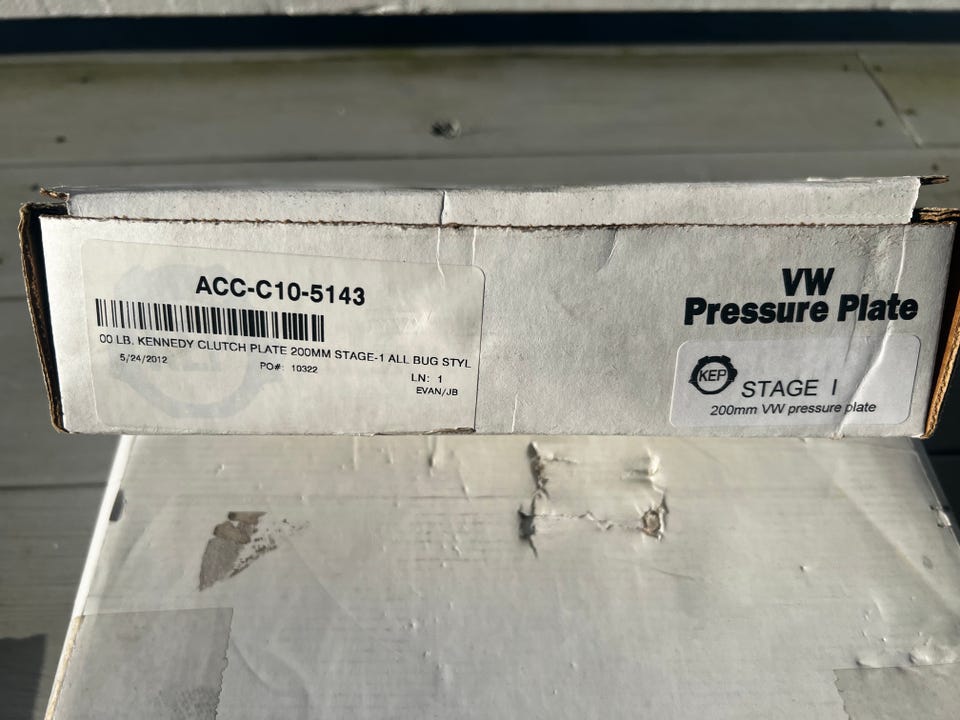 ACC-C10-5143
00 LB. KENNEDY CLUTCH PLATE 200MM STAGE-1 ALL BUG STYL
5/24/2012
PO#: 10322
LN: 1
EVAN/JB
VW
Pressure Plate
KEP
STAGE I
200mm VW pressure plate